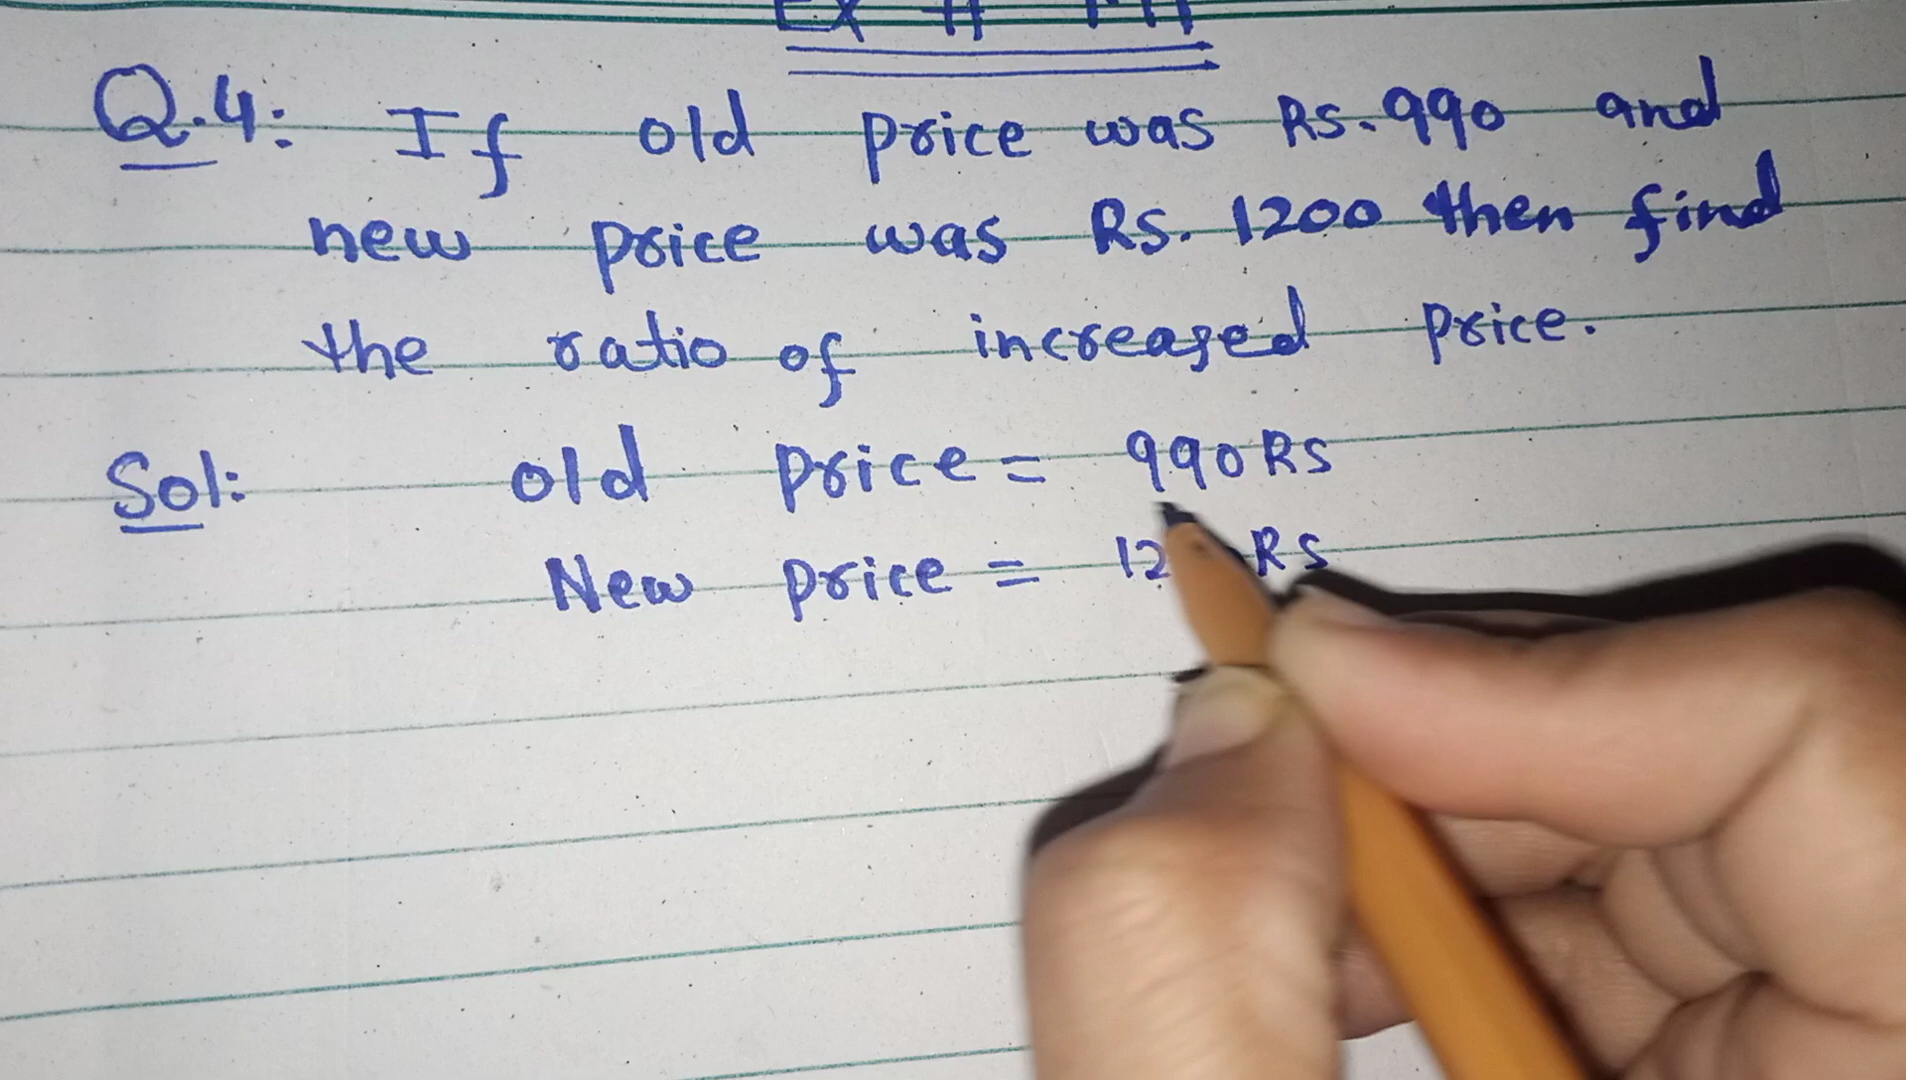 Q.4: If old price was Rs.990 and
new price was Rs. 1200 then find
the ratio of increased price.
Sol: old price = 990 Rs
New price = 12 Rs